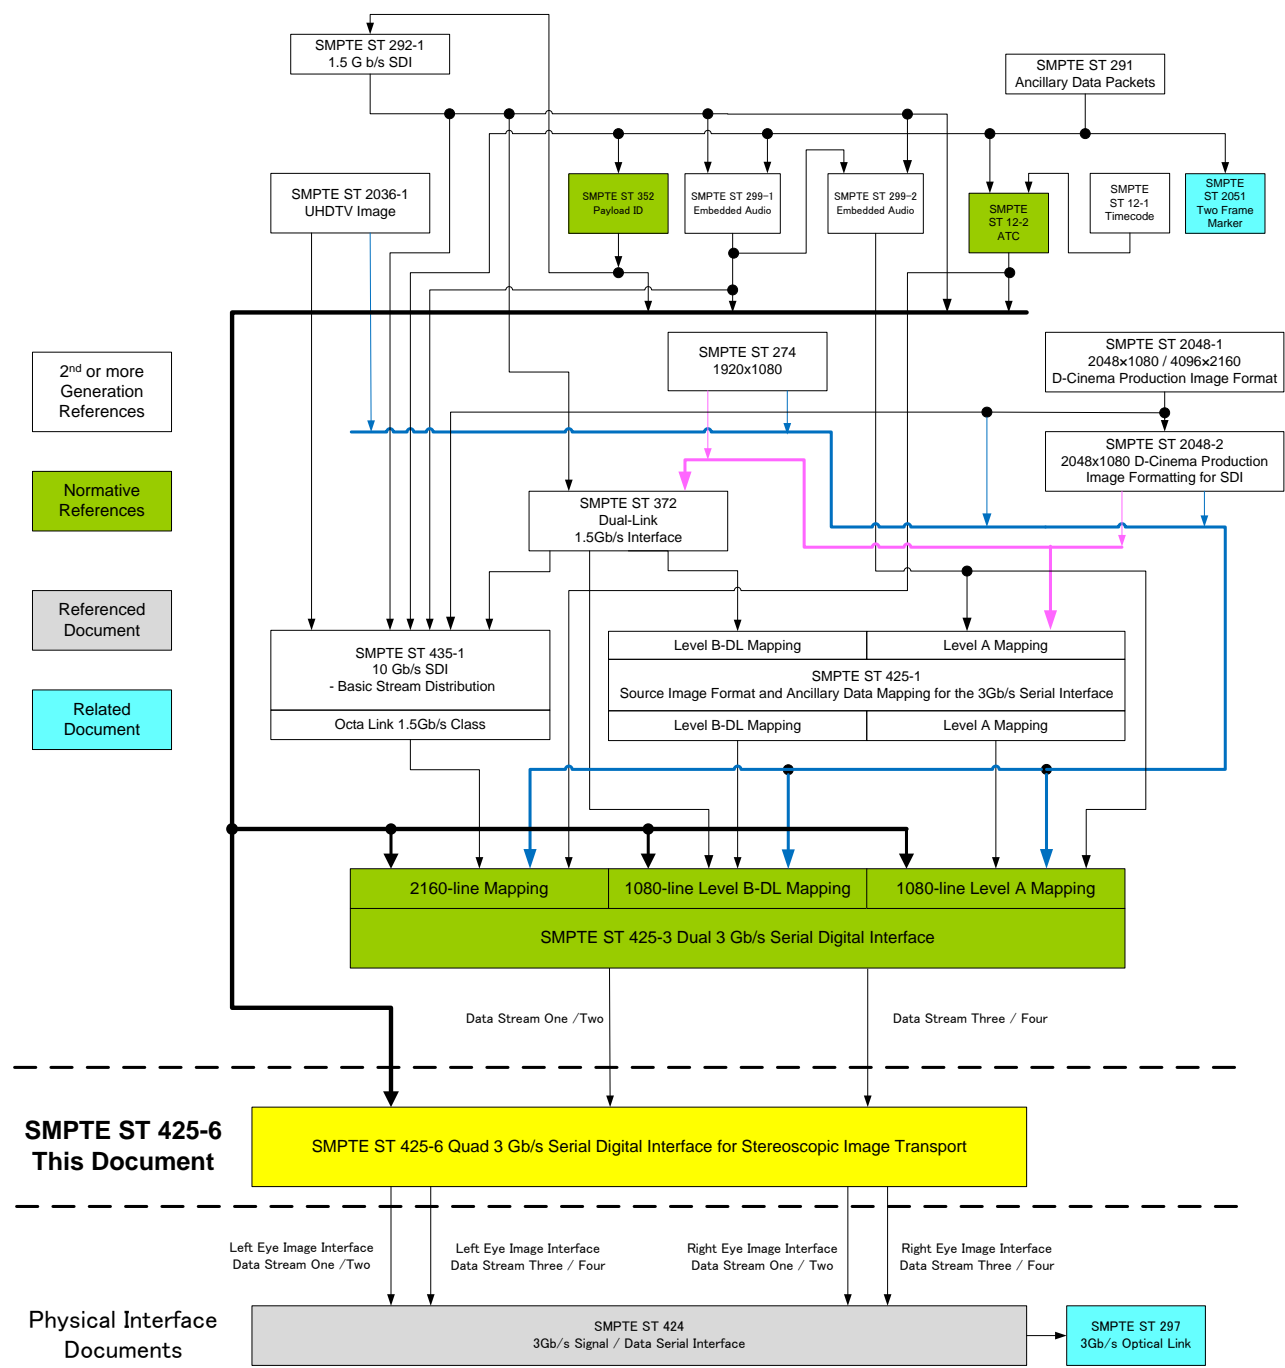 SMPTE ST 292-1
1.5 G b/s SDI
SMPTE ST 291
Ancillary Data Packets
SMPTE ST 2036-1
UHDTV Image
SMPTE ST 352
Payload ID
SMPTE ST 299-1
Embedded Audio
SMPTE ST 299-2
Embedded Audio
SMPTE
ST 12-2
ATC
SMPTE
ST 12-1
Timecode
SMPTE
ST 2051
Two Frame
Marker
2nd or more
Generation
References
Normative
References
Referenced
Document
Related
Document
SMPTE ST 274
1920x1080
SMPTE ST 2048-1
2048×1080 / 4096×2160
D-Cinema Production Image Format
SMPTE ST 2048-2
2048x1080 D-Cinema Production
Image Formatting for SDI
SMPTE ST 372
Dual-Link
1.5Gb/s Interface
SMPTE ST 435-1
10 Gb/s SDI
- Basic Stream Distribution
Octa Link 1.5Gb/s Class
Level B-DL Mapping
Level A Mapping
SMPTE ST 425-1
Source Image Format and Ancillary Data Mapping for the 3Gb/s Serial Interface
Level B-DL Mapping
Level A Mapping
2160-line Mapping
1080-line Level B-DL Mapping
1080-line Level A Mapping
SMPTE ST 425-3 Dual 3 Gb/s Serial Digital Interface
Data Stream One /Two
Data Stream Three / Four
SMPTE ST 425-6
This Document
SMPTE ST 425-6 Quad 3 Gb/s Serial Digital Interface for Stereoscopic Image Transport
Left Eye Image Interface
Data Stream One /Two
Left Eye Image Interface
Data Stream Three / Four
Right Eye Image Interface
Data Stream One / Two
Right Eye Image Interface
Data Stream Three / Four
Physical Interface
Documents
SMPTE ST 424
3Gb/s Signal / Data Serial Interface
SMPTE ST 297
3Gb/s Optical Link